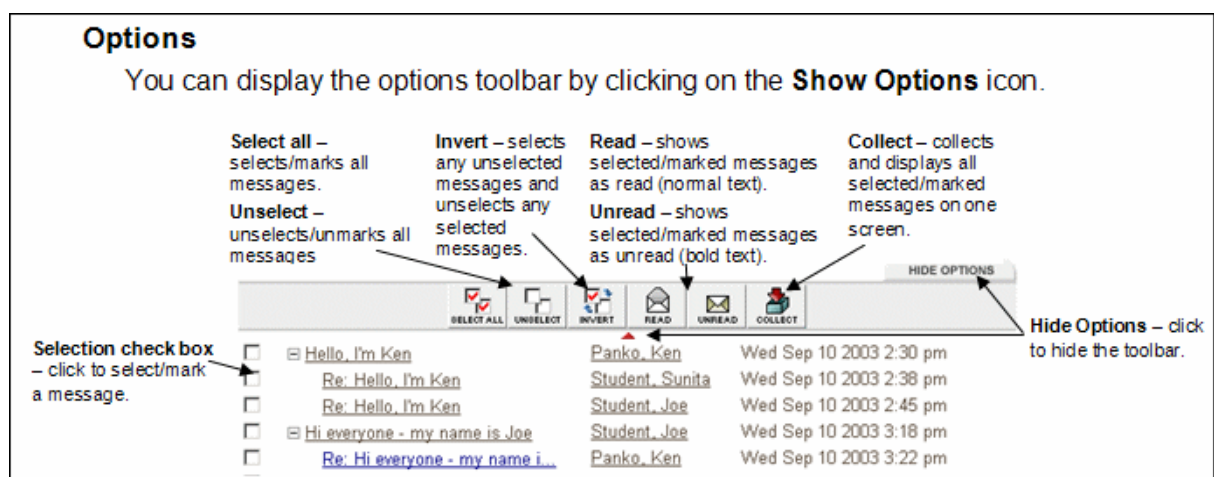 Options
You can display the options toolbar by clicking on the Show Options icon.
Select all –
selects/marks all
messages.
Unselect –
unselects/unmarks all
messages
Invert – selects
any unselected
messages and
unselects any
selected
messages.
Read – shows
selected/marked messages
as read (normal text).
Unread – shows
selected/marked messages
as unread (bold text).
Collect – collects
and displays all
selected/marked
messages on one
screen.
HIDE OPTIONS
SELECT ALL UNSELECT INVERT READ UNREAD COLLECT
Hide Options – click
to hide the toolbar.
Selection check box
– click to select/mark
a message.
Hello, I'm Ken Panko, Ken Wed Sep 10 2003 2:30 pm
Re: Hello, I'm Ken Student, Sunita Wed Sep 10 2003 2:38 pm
Re: Hello, I'm Ken Student, Joe Wed Sep 10 2003 2:45 pm
Hi everyone - my name is Joe Student, Joe Wed Sep 10 2003 3:18 pm
Re: Hi everyone - my name i... Panko, Ken Wed Sep 10 2003 3:22 pm